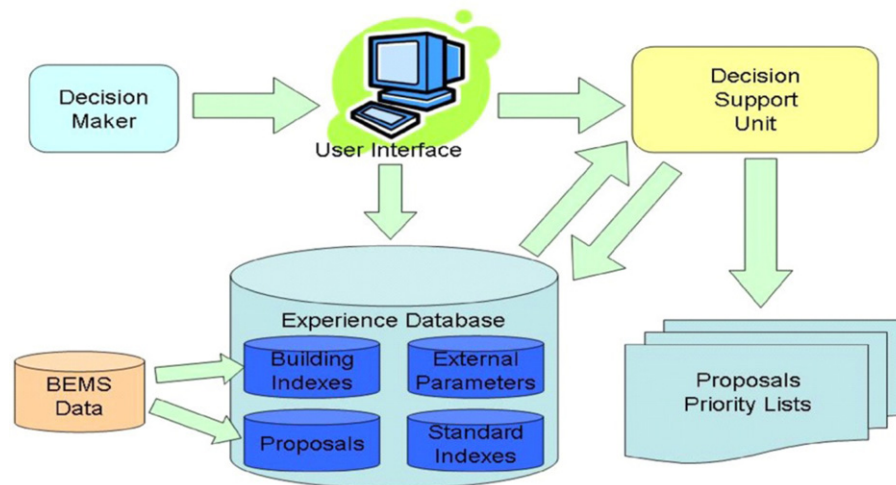 Decision
Maker
User Interface
Decision
Support
Unit
Experience Database
Building
Indexes
External
Parameters
BEMS
Data
Proposals
Standard
Indexes
Proposals
Priority Lists